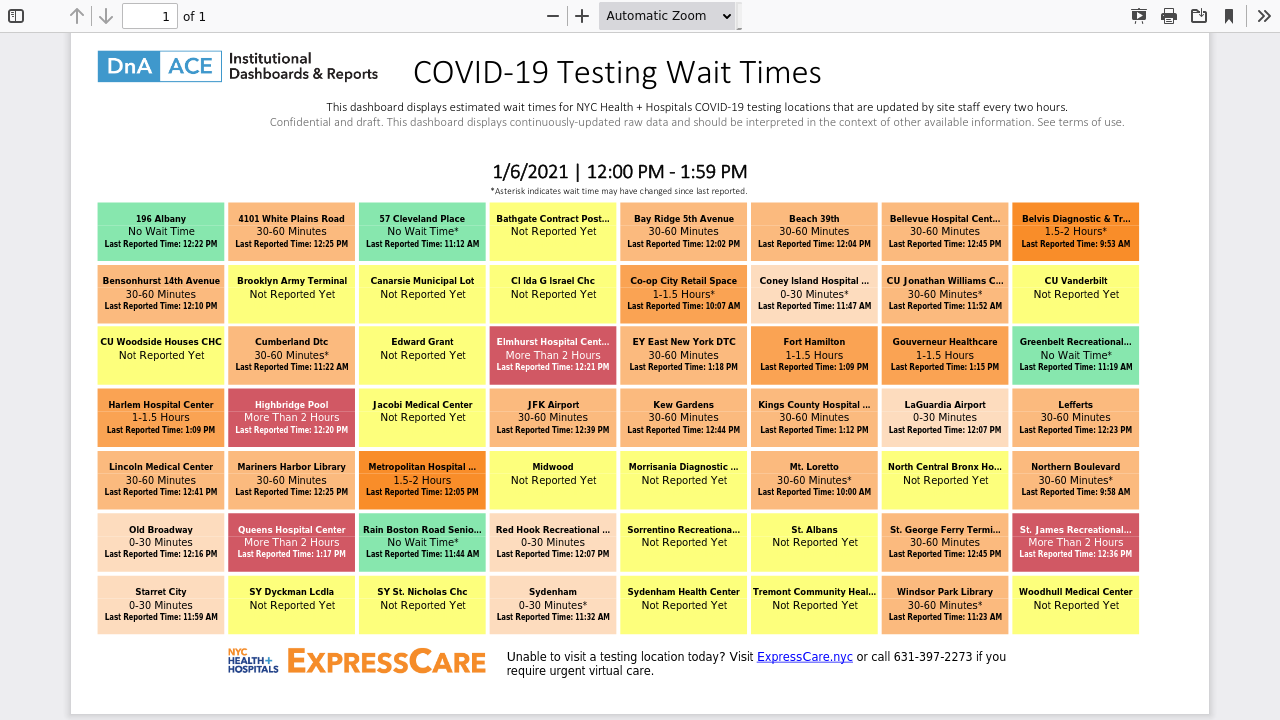 1
of 1
Automatic Zoom
DnA ACE Institutional
Dashboards & Reports
COVID-19 Testing Wait Times
This dashboard displays estimated wait times for NYC Health + Hospitals COVID-19 testing locations that are updated by site staff every two hours.
Confidential and draft. This dashboard displays continuously-updated raw data and should be interpreted in the context of other available information. See terms of use.
1/6/2021 | 12:00 PM - 1:59 PM
*Asterisk indicates wait time may have changed since last reported.
196 Albany
No Wait Time
Last Reported Time: 12:22 PM
4101 White Plains Road
30-60 Minutes
Last Reported Time: 12:25 PM
57 Cleveland Place
No Wait Time*
Last Reported Time: 11:12 AM
Bathgate Contract Post...
Not Reported Yet
Bay Ridge 5th Avenue
30-60 Minutes
Last Reported Time: 12:02 PM
Beach 39th
30-60 Minutes
Last Reported Time: 12:04 PM
Bellevue Hospital Cent...
30-60 Minutes
Last Reported Time: 12:45 PM
Belvis Diagnostic & Tr...
1.5-2 Hours*
Last Reported Time: 9:53 AM
Bensonhurst 14th Avenue
30-60 Minutes
Last Reported Time: 12:10 PM
Brooklyn Army Terminal
Not Reported Yet
Canarsie Municipal Lot
Not Reported Yet
Cl Ida G Israel Chc
Not Reported Yet
Co-op City Retail Space
1-1.5 Hours*
Last Reported Time: 10:07 AM
Coney Island Hospital ...
0-30 Minutes*
Last Reported Time: 11:47 AM
CU Jonathan Williams C...
30-60 Minutes*
Last Reported Time: 11:52 AM
CU Vanderbilt
Not Reported Yet
CU Woodside Houses CHC
Not Reported Yet
Cumberland Dtc
30-60 Minutes*
Last Reported Time: 11:22 AM
Edward Grant
Not Reported Yet
Elmhurst Hospital Cent...
More Than 2 Hours
Last Reported Time: 12:21 PM
EY East New York DTC
30-60 Minutes
Last Reported Time: 1:18 PM
Fort Hamilton
1-1.5 Hours
Last Reported Time: 1:09 PM
Gouverneur Healthcare
1-1.5 Hours
Last Reported Time: 1:15 PM
Greenbelt Recreational...
No Wait Time*
Last Reported Time: 11:19 AM
Harlem Hospital Center
1-1.5 Hours
Last Reported Time: 1:09 PM
Highbridge Pool
More Than 2 Hours
Last Reported Time: 12:20 PM
Jacobi Medical Center
Not Reported Yet
JFK Airport
30-60 Minutes
Last Reported Time: 12:39 PM
Kew Gardens
30-60 Minutes
Last Reported Time: 12:44 PM
Kings County Hospital ...
30-60 Minutes
Last Reported Time: 1:12 PM
LaGuardia Airport
0-30 Minutes
Last Reported Time: 12:07 PM
Lefferts
30-60 Minutes
Last Reported Time: 12:23 PM
Lincoln Medical Center
30-60 Minutes
Last Reported Time: 12:41 PM
Mariners Harbor Library
30-60 Minutes
Last Reported Time: 12:25 PM
Metropolitan Hospital ...
1.5-2 Hours
Last Reported Time: 12:05 PM
Midwood
Not Reported Yet
Morrisania Diagnostic ...
Not Reported Yet
Mt. Loretto
30-60 Minutes*
Last Reported Time: 10:00 AM
North Central Bronx Ho...
Not Reported Yet
Northern Boulevard
30-60 Minutes*
Last Reported Time: 9:58 AM
Old Broadway
0-30 Minutes
Last Reported Time: 12:16 PM
Queens Hospital Center
More Than 2 Hours
Last Reported Time: 1:17 PM
Rain Boston Road Senio...
No Wait Time*
Last Reported Time: 11:44 AM
Red Hook Recreational ...
0-30 Minutes
Last Reported Time: 12:07 PM
Sorrentino Recreationa...
Not Reported Yet
St. Albans
Not Reported Yet
St. George Ferry Termi...
30-60 Minutes
Last Reported Time: 12:45 PM
St. James Recreational...
More Than 2 Hours
Last Reported Time: 12:36 PM
Starret City
0-30 Minutes
Last Reported Time: 11:59 AM
SY Dyckman Lcdla
Not Reported Yet
SY St. Nicholas Chc
Not Reported Yet
Sydenham
0-30 Minutes*
Last Reported Time: 11:32 AM
Sydenham Health Center
Not Reported Yet
Tremont Community Heal...
Not Reported Yet
Windsor Park Library
30-60 Minutes*
Last Reported Time: 11:23 AM
Woodhull Medical Center
Not Reported Yet
NYC
HEALTH+
HOSPITALS
EXPRESSCARE
Unable to visit a testing location today? Visit ExpressCare.nyc or call 631-397-2273 if you
require urgent virtual care.